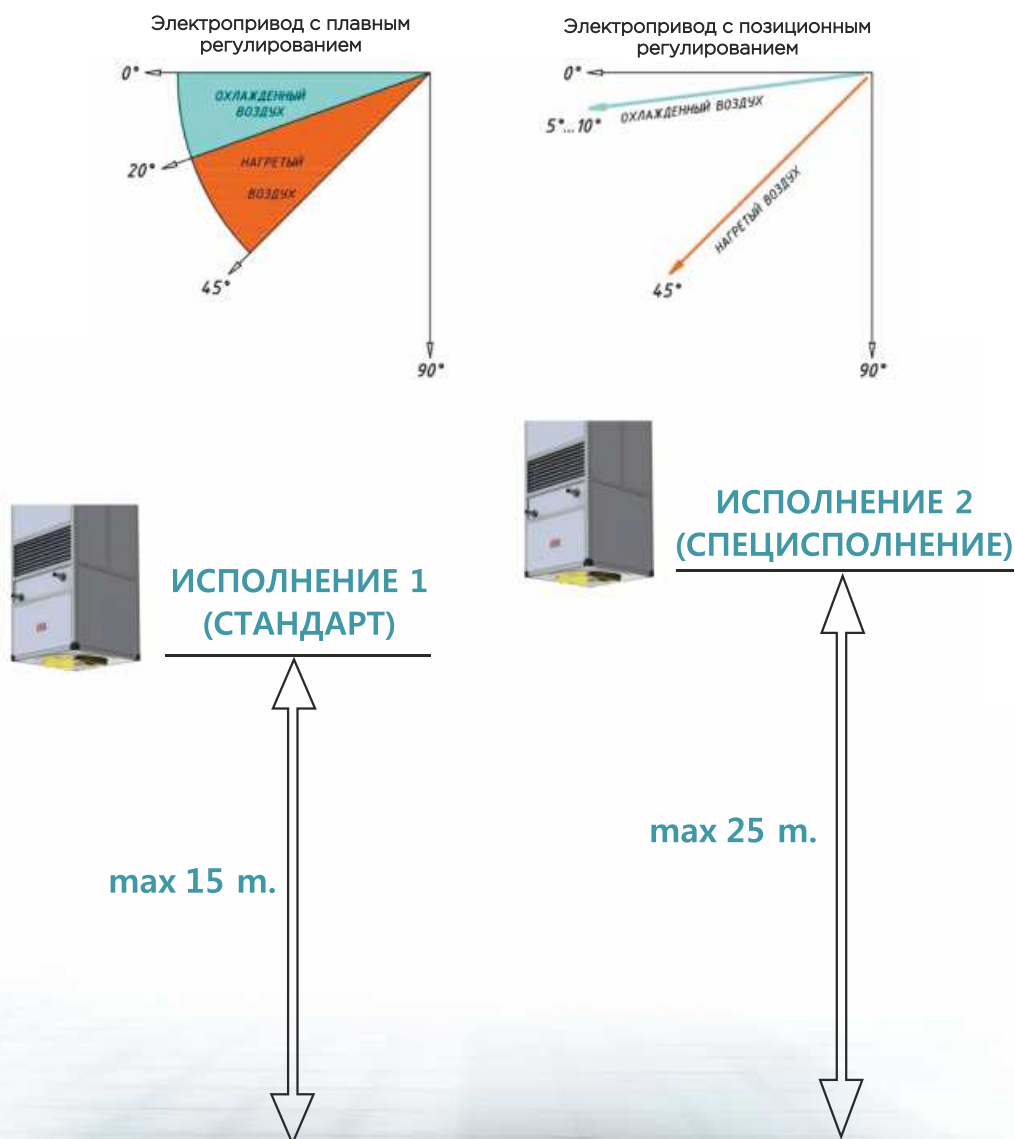 Электропривод с плавным
регулированием
0°
ОХЛАЖДЕННЫЙ
ВОЗДУХ
20°
НАГРЕТЫЙ
ВОЗДУХ
45°
90°
Электропривод с позиционным
регулированием
0°
5°...10°
ОХЛАЖДЕННЫЙ ВОЗДУХ
НАГРЕТЫЙ ВОЗДУХ
45°
90°
ИСПОЛНЕНИЕ 1
(СТАНДАРТ)
max 15 m.
ИСПОЛНЕНИЕ 2
(СПЕЦИСПОЛНЕНИЕ)
max 25 m.